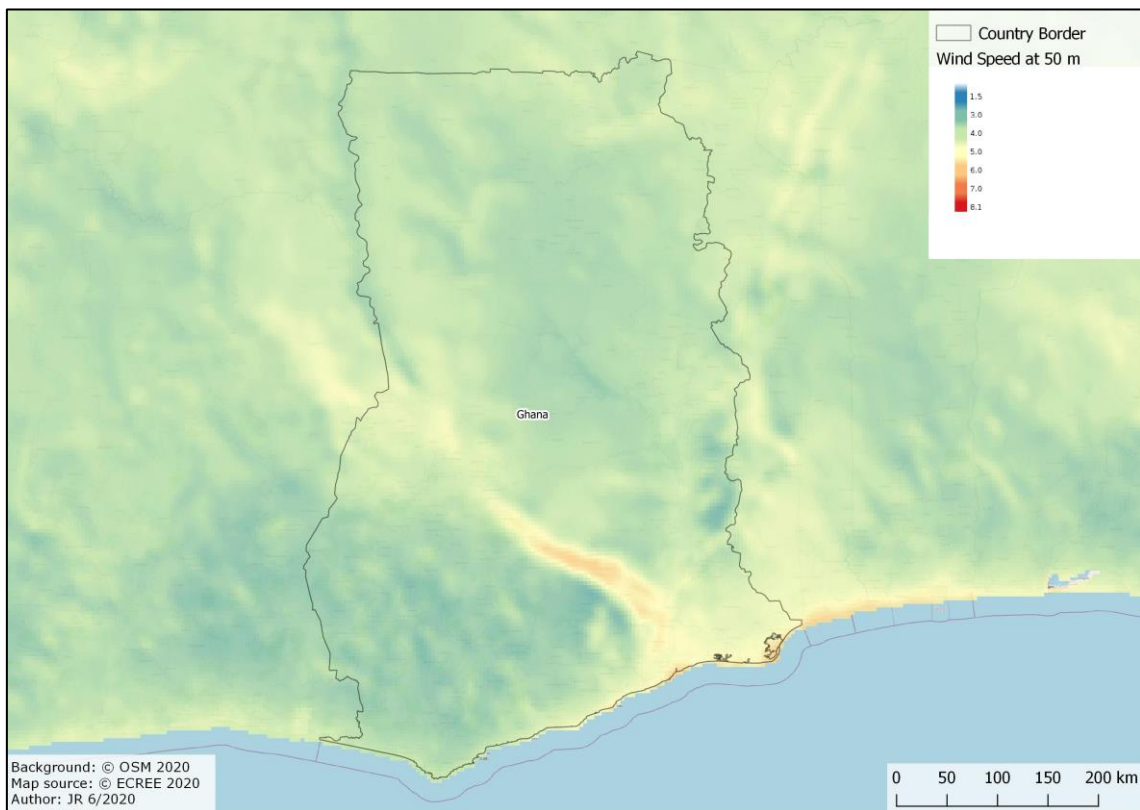 Country Border
Wind Speed at 50 m
1.5
3.0
4.0
5.0
6.0
7.0
8.1
Ghana
Background: © OSM 2020
Map source: © ECREE 2020
Author: JR 6/2020
0 50 100 150 200 km